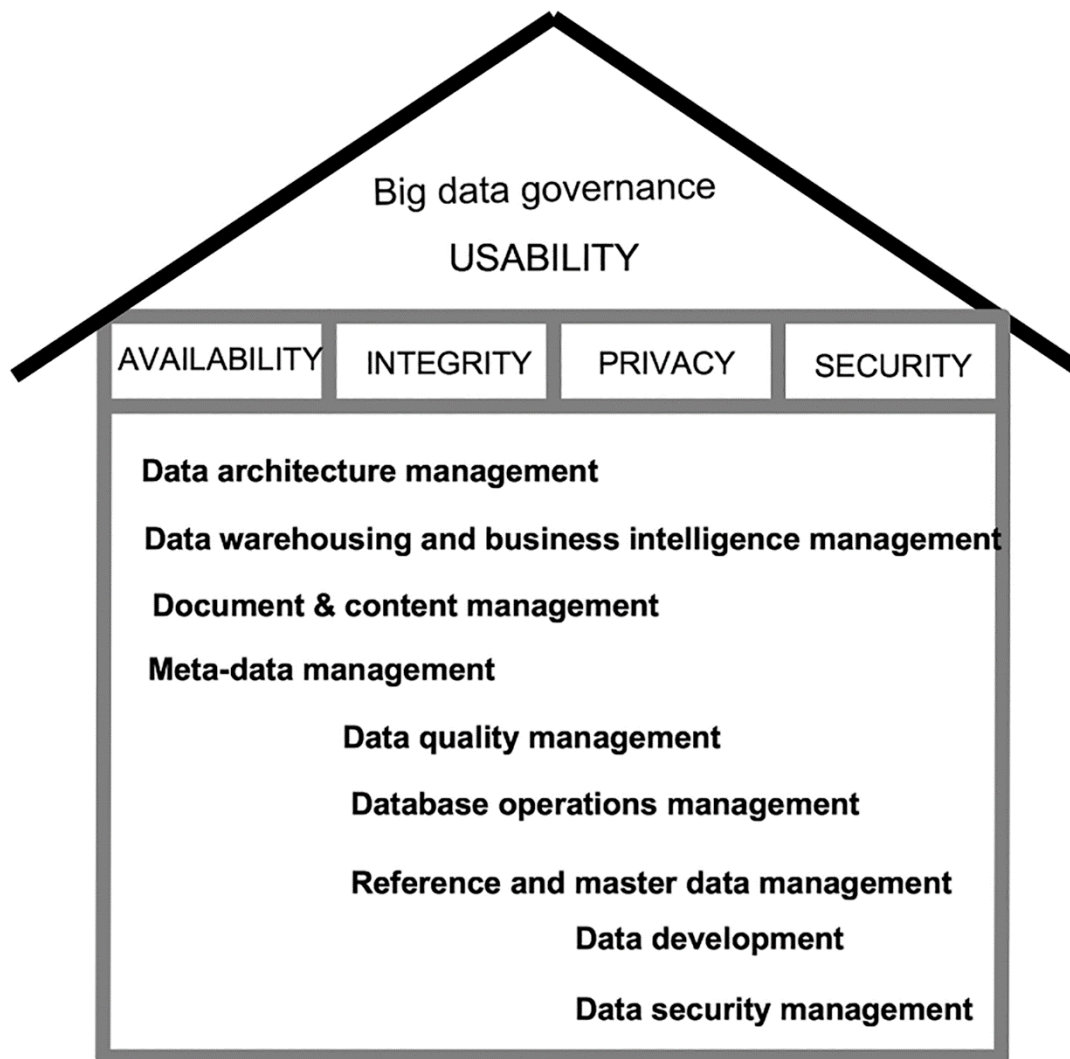 Big data governance
USABILITY
AVAILABILITY
INTEGRITY
PRIVACY
SECURITY
Data architecture management
Data warehousing and business intelligence management
Document & content management
Meta-data management
Data quality management
Database operations management
Reference and master data management
Data development
Data security management